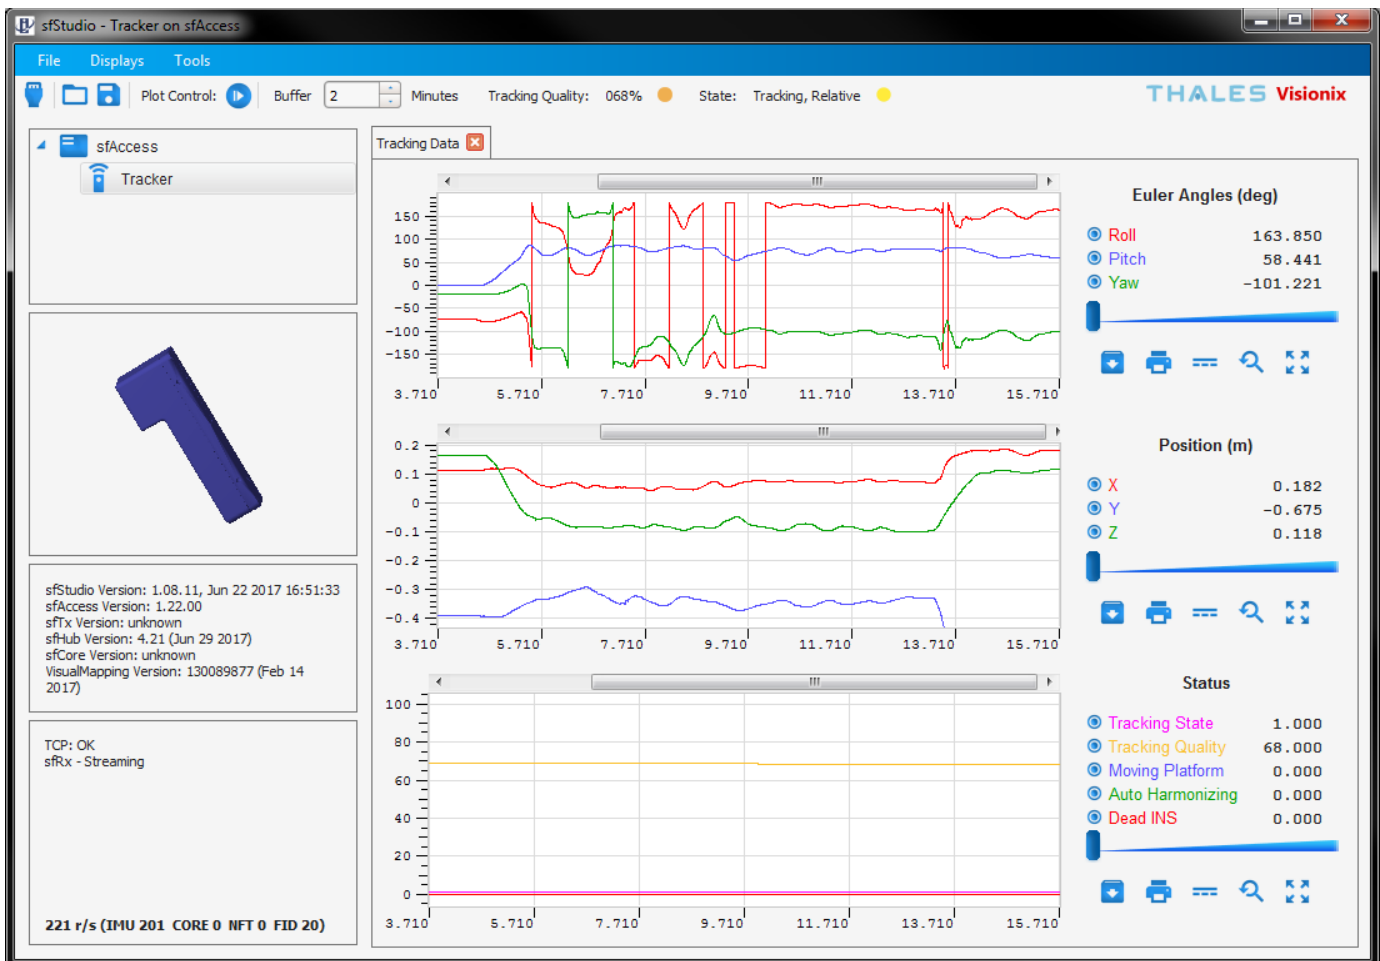 sfStudio - Tracker on sfAccess
File Displays Tools
Plot Control: Buffer 2 Minutes Tracking Quality: 068% State: Tracking, Relative THALES Visionix
sfAccess
Tracker
sfStudio Version: 1.08.11, Jun 22 2017 16:51:33
sfAccess Version: 1.22.00
sfTx Version: unknown
sfHub Version: 4.21 (Jun 29 2017)
sfCore Version: unknown
VisualMapping Version: 130089877 (Feb 14
2017)
TCP: OK
sfRx - Streaming
221 r/s (IMU 201 CORE 0 NFT 0 FID 20)
Tracking Data
150
100
50
0
-50
-100
-150
3.710 5.710 7.710 9.710 11.710 13.710 15.710
Euler Angles (deg)
Roll 163.850
Pitch 58.441
Yaw -101.221
0.2
0.1
0
-0.1
-0.2
-0.3
-0.4
3.710 5.710 7.710 9.710 11.710 13.710 15.710
Position (m)
X 0.182
Y -0.675
Z 0.118
100
80
60
40
20
0
3.710 5.710 7.710 9.710 11.710 13.710 15.710
Status
Tracking State 1.000
Tracking Quality 68.000
Moving Platform 0.000
Auto Harmonizing 0.000
Dead INS 0.000